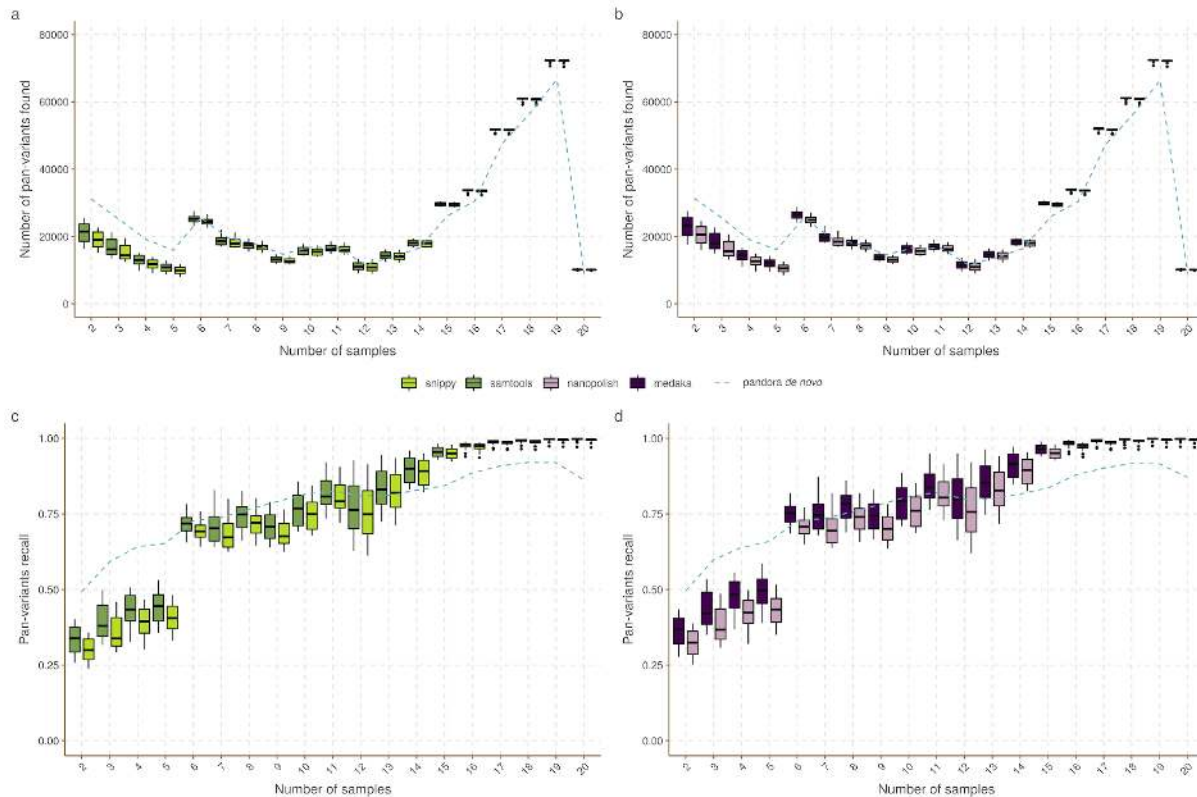 a
80000
60000
40000
20000
0
Number of pan-variants found
2 3 4 5 6 7 8 9 10 11 12 13 14 15 16 17 18 19 20
Number of samples
b
80000
60000
40000
20000
0
Number of pan-variants found
2 3 4 5 6 7 8 9 10 11 12 13 14 15 16 17 18 19 20
Number of samples
snippy samtools nanopolish medaka pandora de novo
c
1.00
0.75
0.50
0.25
0.00
Pan-variants recall
2 3 4 5 6 7 8 9 10 11 12 13 14 15 16 17 18 19 20
Number of samples
d
1.00
0.75
0.50
0.25
0.00
Pan-variants recall
2 3 4 5 6 7 8 9 10 11 12 13 14 15 16 17 18 19 20
Number of samples